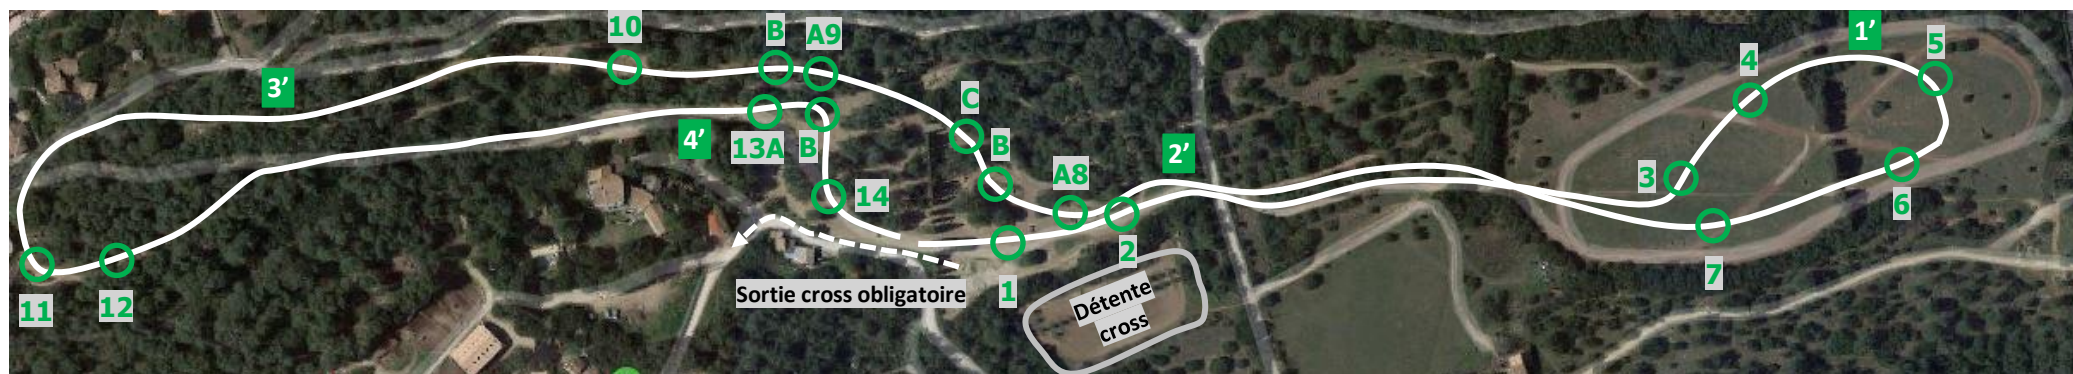 10
B
A9
3’
C
B
4’
13A
B
A8
14
2’
1’
4
5
3
6
7
2
1
11
12
Sortie cross obligatoire
Détente
cross